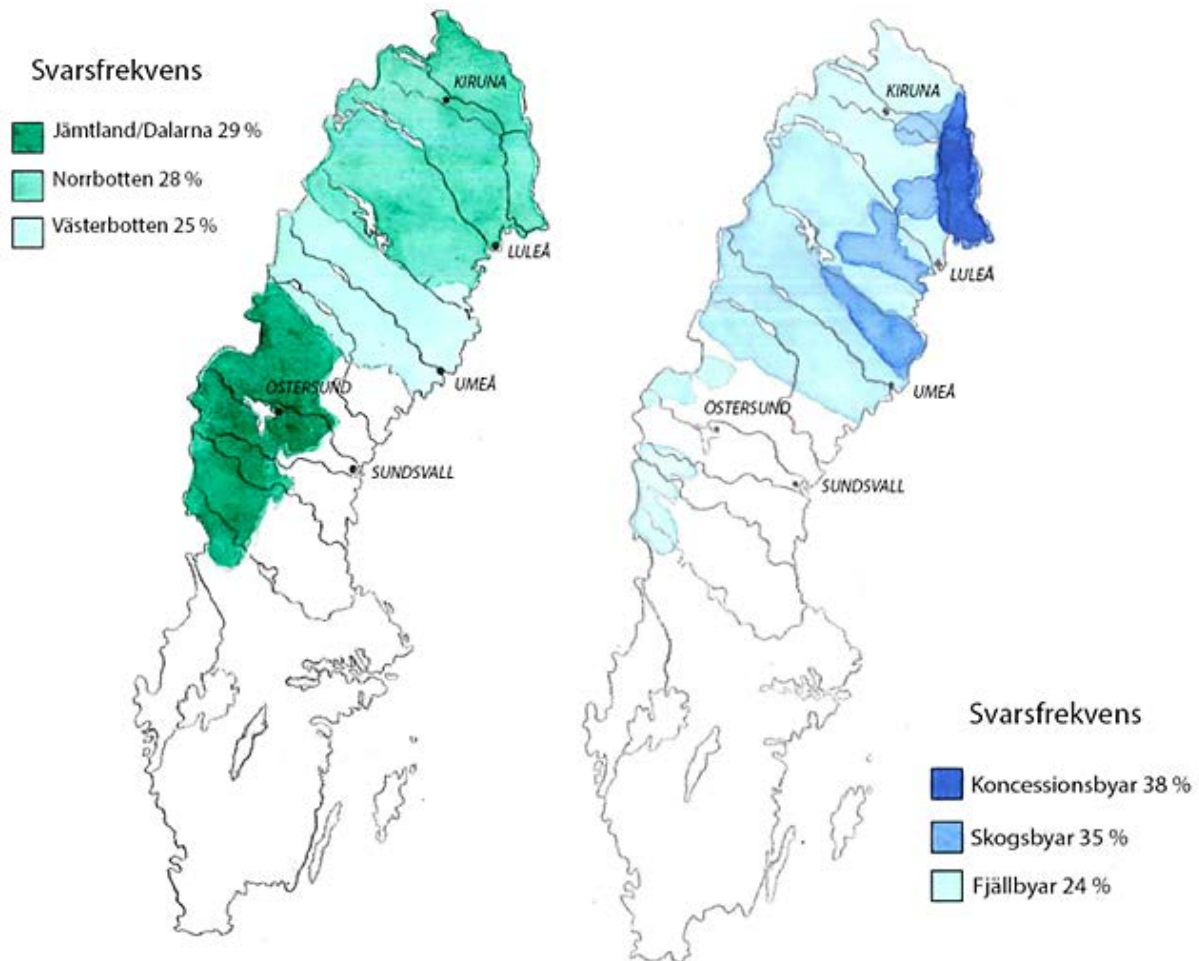 Svarsfrekvens
Jämtland/Dalarna 29 %
Norrbotten 28 %
Västerbotten 25 %
KIRUNA
LULEÅ
UMEÅ
ÖSTERSUND
SUNDSVALL
KIRUNA
LULEÅ
UMEÅ
ÖSTERSUND
SUNDSVALL
Svarsfrekvens
Koncessionsbyar 38 %
Skogsbyar 35 %
Fjällbyar 24 %